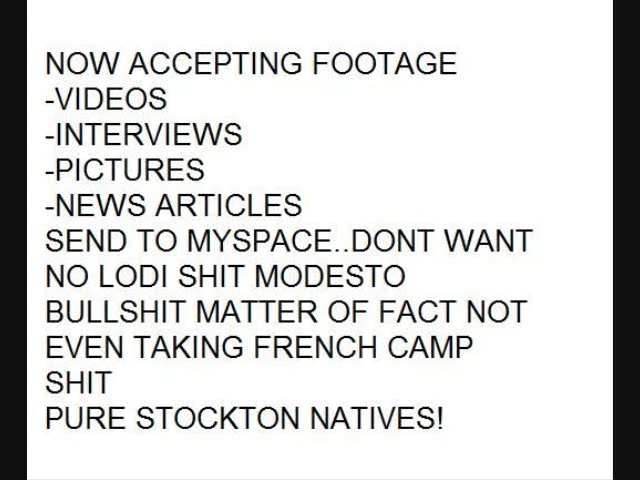 NOW ACCEPTING FOOTAGE
-VIDEOS
-INTERVIEWS
-PICTURES
-NEWS ARTICLES
SEND TO MYSPACE..DONT WANT
NO LODI SHIT MODESTO
BULLSHIT MATTER OF FACT NOT
EVEN TAKING FRENCH CAMP
SHIT
PURE STOCKTON NATIVES!